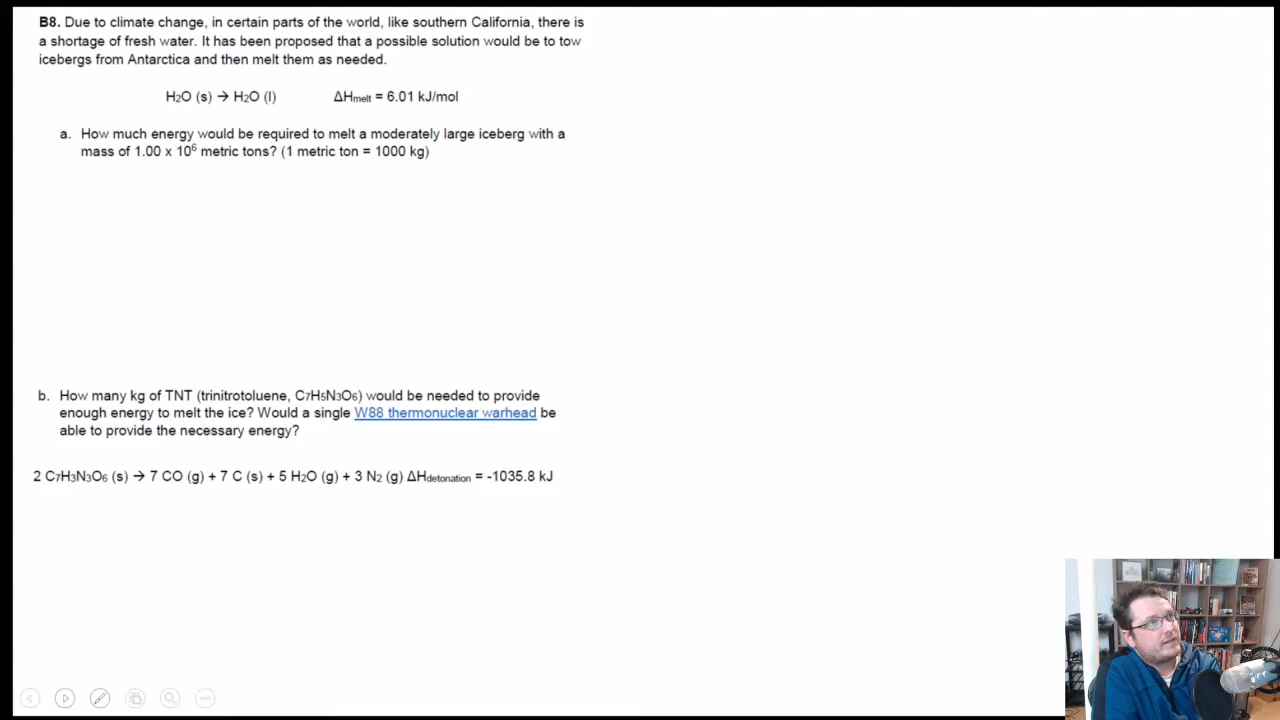 B8. Due to climate change, in certain parts of the world, like southern California, there is
a shortage of fresh water. It has been proposed that a possible solution would be to tow
icebergs from Antarctica and then melt them as needed.
H₂O (s) → H₂O (l) ΔHmelt = 6.01 kJ/mol
a. How much energy would be required to melt a moderately large iceberg with a
mass of 1.00 x 10⁶ metric tons? (1 metric ton = 1000 kg)
b. How many kg of TNT (trinitrotoluene, C₇H₅N₃O₆) would be needed to provide
enough energy to melt the ice? Would a single W88 thermonuclear warhead be
able to provide the necessary energy?
2 C₇H₃N₃O₆ (s) → 7 CO (g) + 7 C (s) + 5 H₂O (g) + 3 N₂ (g) ΔHdetonation = -1035.8 kJ